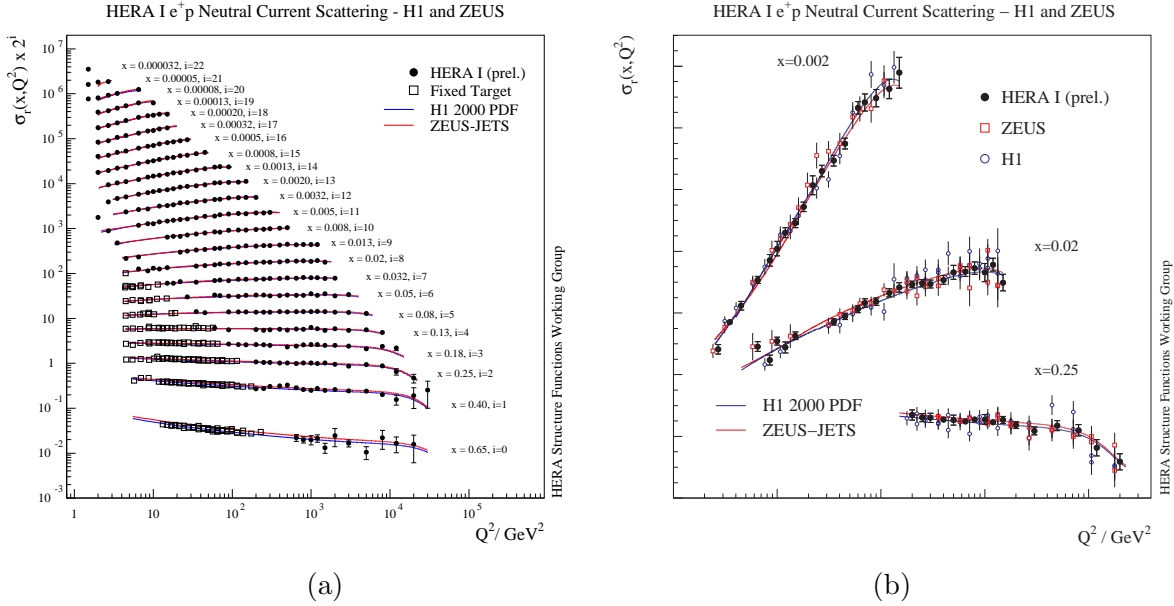 HERA I e⁺p Neutral Current Scattering - H1 and ZEUS
σᵣ(x,Q²) x 2ⁱ
10⁷
10⁶
10⁵
10⁴
10³
10²
10
1
10⁻¹
10⁻²
10⁻³
x = 0.000032, i=22
x = 0.00005, i=21
x = 0.00008, i=20
x = 0.00013, i=19
x = 0.00020, i=18
x = 0.00032, i=17
x = 0.0005, i=16
x = 0.0008, i=15
x = 0.0013, i=14
x = 0.0020, i=13
x = 0.0032, i=12
x = 0.005, i=11
x = 0.008, i=10
x = 0.013, i=9
x = 0.02, i=8
x = 0.032, i=7
x = 0.05, i=6
x = 0.08, i=5
x = 0.13, i=4
x = 0.18, i=3
x = 0.25, i=2
x = 0.40, i=1
x = 0.65, i=0
HERA I (prel.)
Fixed Target
H1 2000 PDF
ZEUS-JETS
1
10
10²
10³
10⁴
10⁵
Q²/ GeV²
HERA Structure Functions Working Group
(a)
HERA I e⁺p Neutral Current Scattering – H1 and ZEUS
σᵣ(x,Q²)
x=0.002
HERA I (prel.)
ZEUS
H1
x=0.02
x=0.25
H1 2000 PDF
ZEUS–JETS
Q² / GeV²
HERA Structure Functions Working Group
(b)